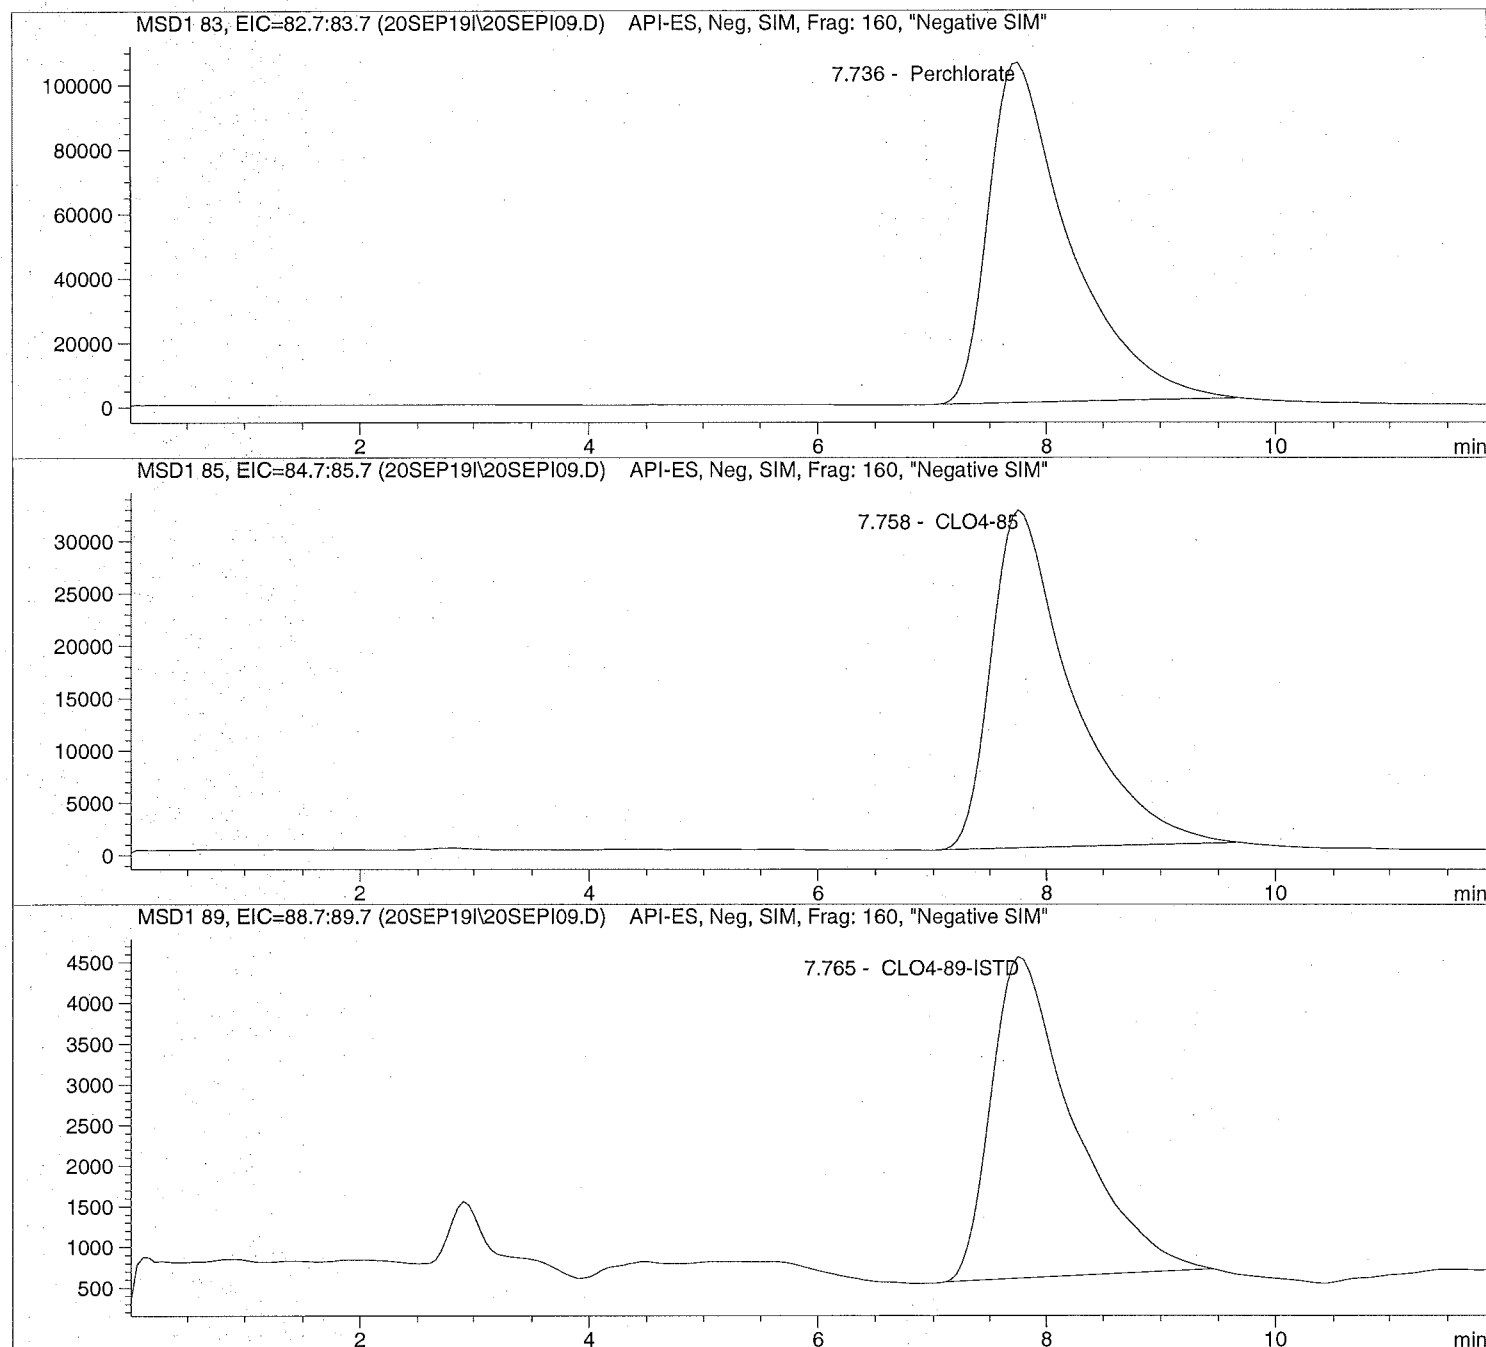 MSD1 83, EIC=82.7:83.7 (20SEP19I\20SEPI09.D) API-ES, Neg, SIM, Frag: 160, "Negative SIM"
7.736 - Perchlorate
100000
80000
60000
40000
20000
0
2 4 6 8 10 min
MSD1 85, EIC=84.7:85.7 (20SEP19I\20SEPI09.D) API-ES, Neg, SIM, Frag: 160, "Negative SIM"
7.758 - CLO4-85
30000
25000
20000
15000
10000
5000
0
2 4 6 8 10 min
MSD1 89, EIC=88.7:89.7 (20SEP19I\20SEPI09.D) API-ES, Neg, SIM, Frag: 160, "Negative SIM"
7.765 - CLO4-89-ISTD
4500
4000
3500
3000
2500
2000
1500
1000
500
2 4 6 8 10 min